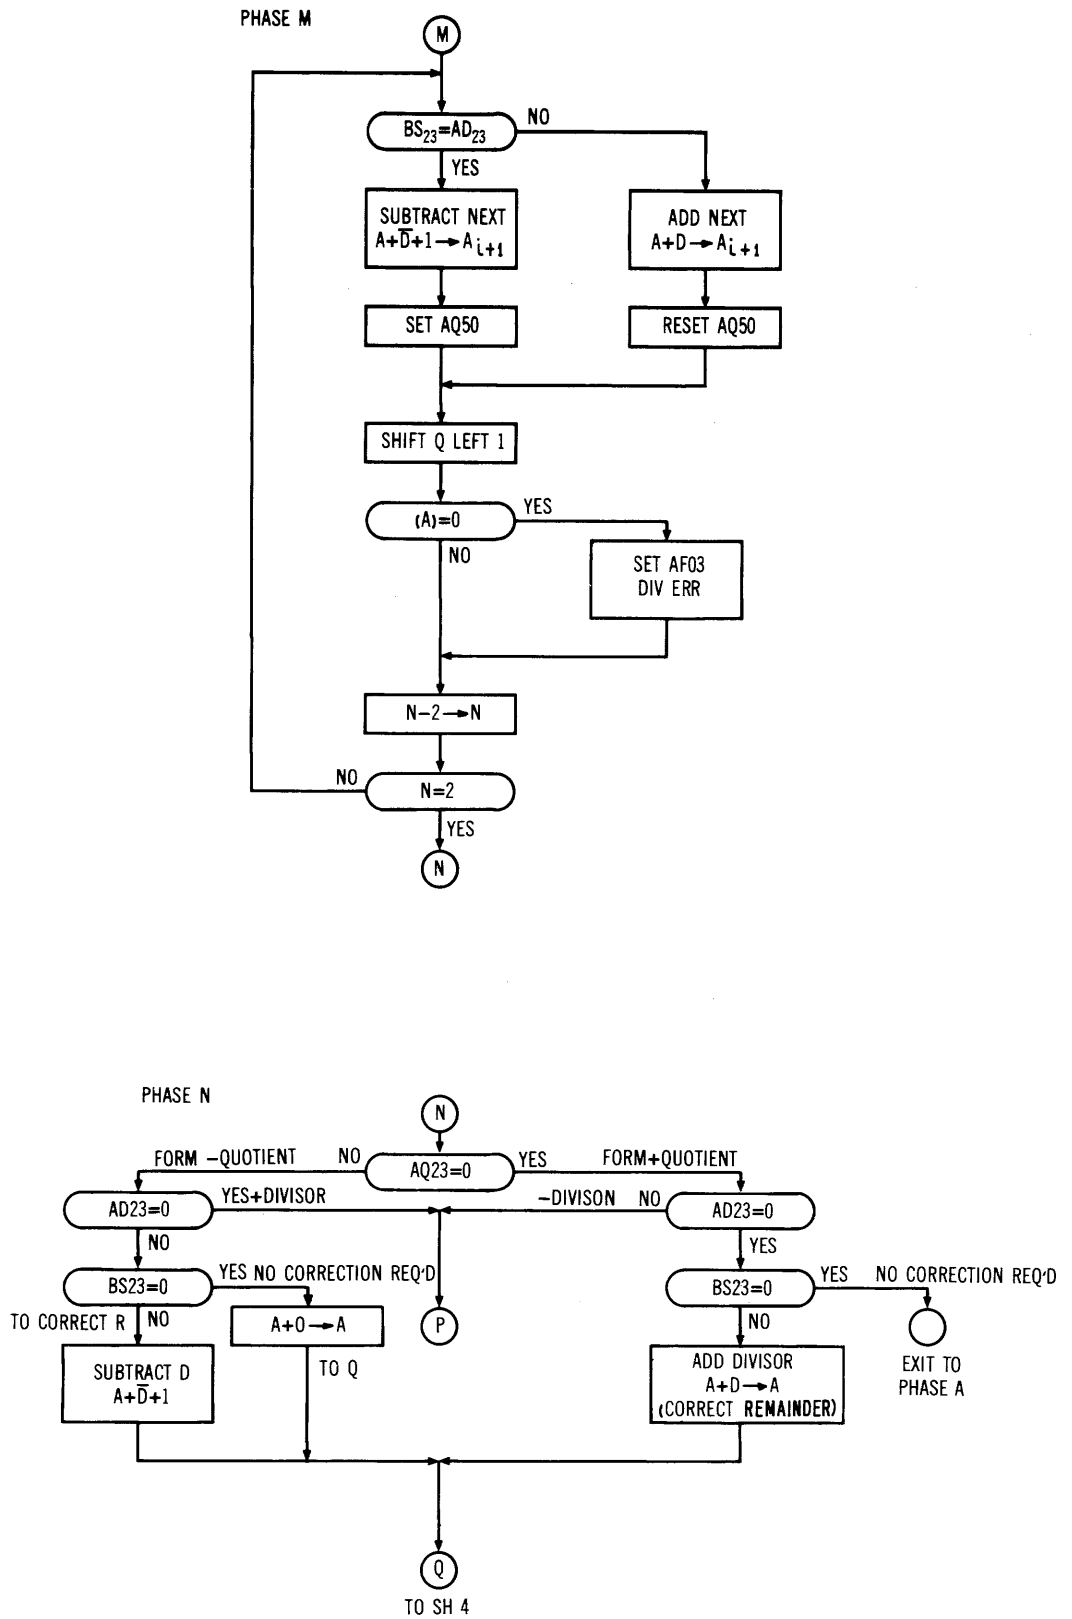 PHASE M
M
BS23=AD23
NO
YES
SUBTRACT NEXT
A+D̅+1→Ai+1
ADD NEXT
A+D→Ai+1
SET AQ50
RESET AQ50
SHIFT Q LEFT 1
(A)=0
YES
NO
SET AF03
DIV ERR
N-2→N
NO
N=2
YES
N
PHASE N
N
FORM -QUOTIENT
NO
AQ23=0
YES
FORM+QUOTIENT
AD23=0
YES+DIVISOR
-DIVISON
NO
AD23=0
NO
YES
BS23=0
YES NO CORRECTION REQ'D
BS23=0
YES
NO CORRECTION REQ'D
TO CORRECT R
NO
A+0→A
P
NO
SUBTRACT D
A+D̅+1
TO Q
ADD DIVISOR
A+D→A
(CORRECT REMAINDER)
EXIT TO
PHASE A
Q
TO SH 4